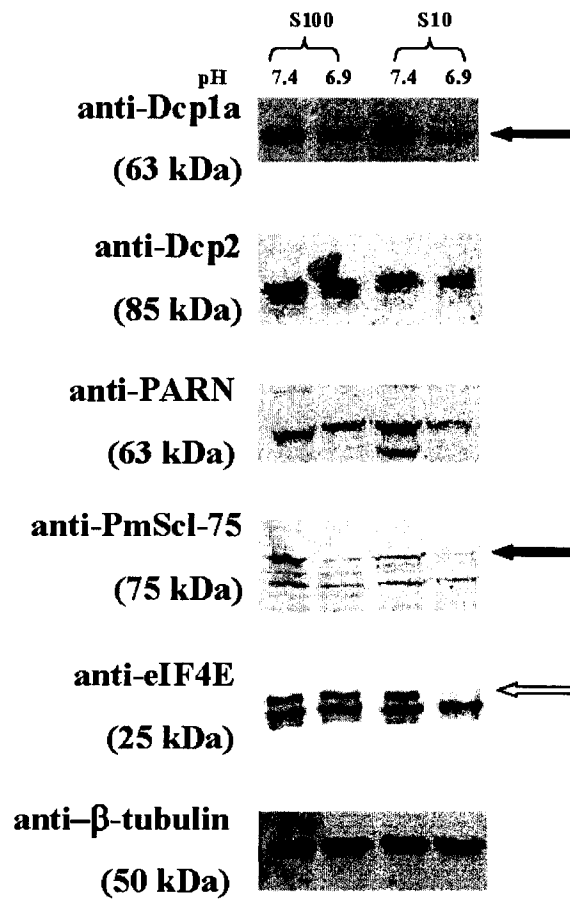 S100 S10
pH 7.4 6.9 7.4 6.9
anti-Dcp1a
(63 kDa)
anti-Dcp2
(85 kDa)
anti-PARN
(63 kDa)
anti-PmScl-75
(75 kDa)
anti-eIF4E
(25 kDa)
anti–β-tubulin
(50 kDa)